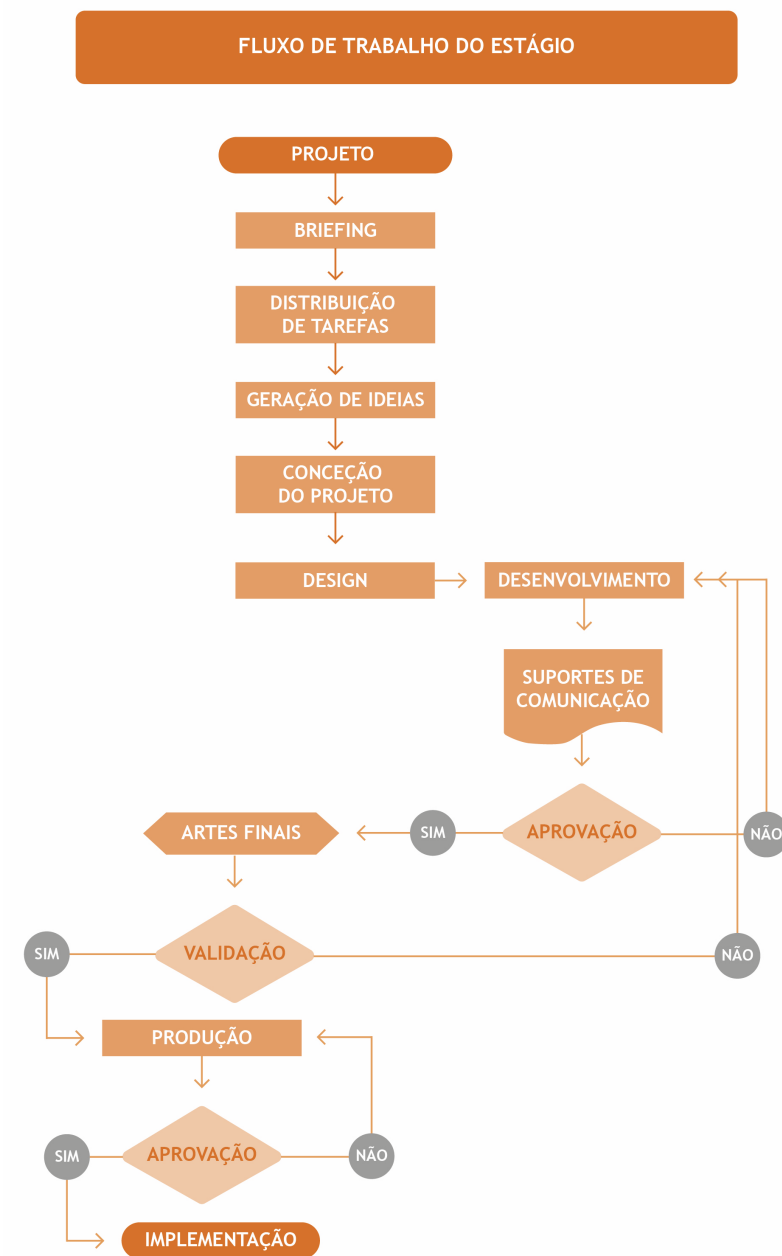 FLUXO DE TRABALHO DO ESTÁGIO
PROJETO
BRIEFING
DISTRIBUIÇÃO
DE TAREFAS
GERAÇÃO DE IDEIAS
CONCEÇÃO
DO PROJETO
DESIGN
DESENVOLVIMENTO
SUPORTES DE
COMUNICAÇÃO
ARTES FINAIS
SIM
APROVAÇÃO
NÃO
SIM
VALIDAÇÃO
NÃO
PRODUÇÃO
SIM
APROVAÇÃO
NÃO
IMPLEMENTAÇÃO